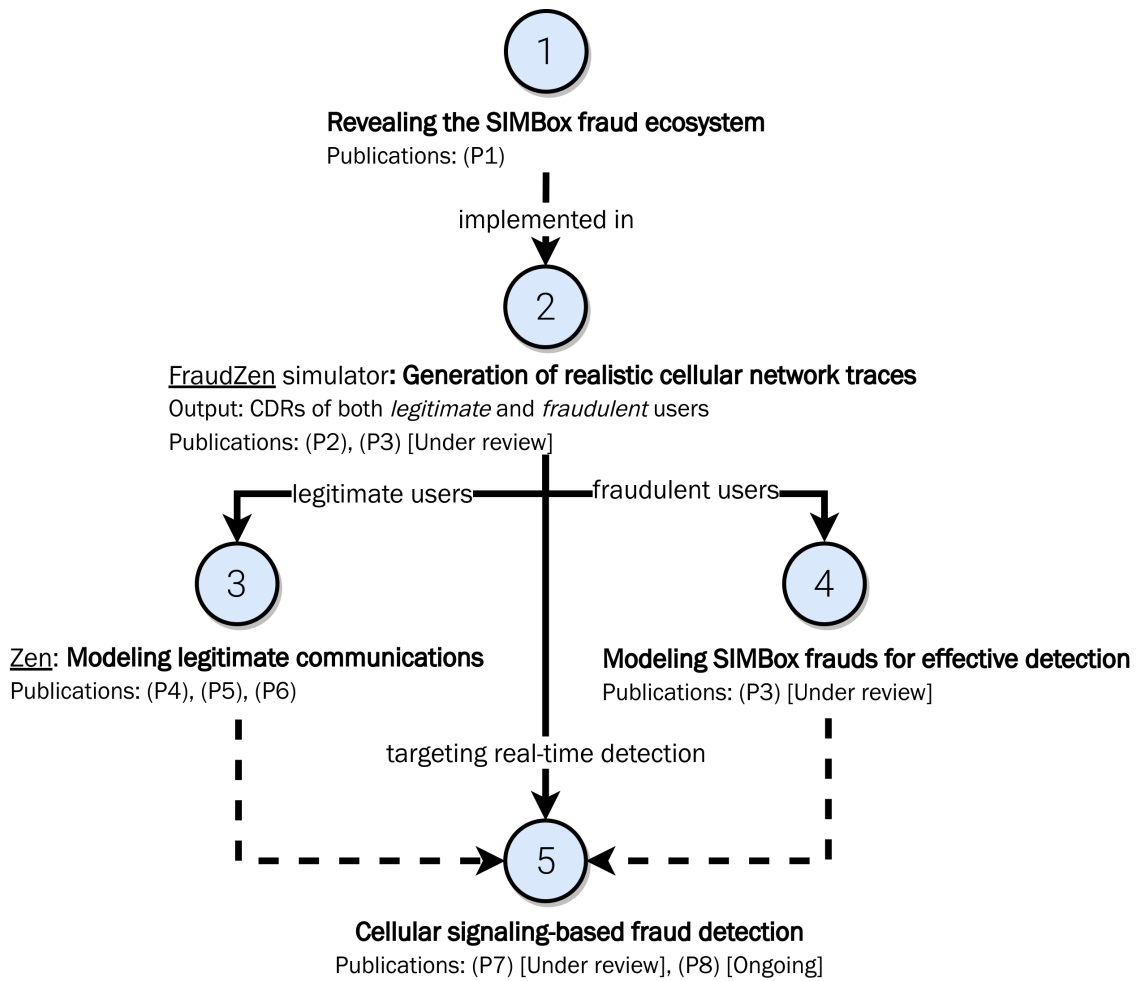 1
Revealing the SIMBox fraud ecosystem
Publications: (P1)
implemented in
2
FraudZen simulator: Generation of realistic cellular network traces
Output: CDRs of both legitimate and fraudulent users
Publications: (P2), (P3) [Under review]
legitimate users
fraudulent users
3
4
Zen: Modeling legitimate communications
Publications: (P4), (P5), (P6)
Modeling SIMBox frauds for effective detection
Publications: (P3) [Under review]
targeting real-time detection
5
Cellular signaling-based fraud detection
Publications: (P7) [Under review], (P8) [Ongoing]